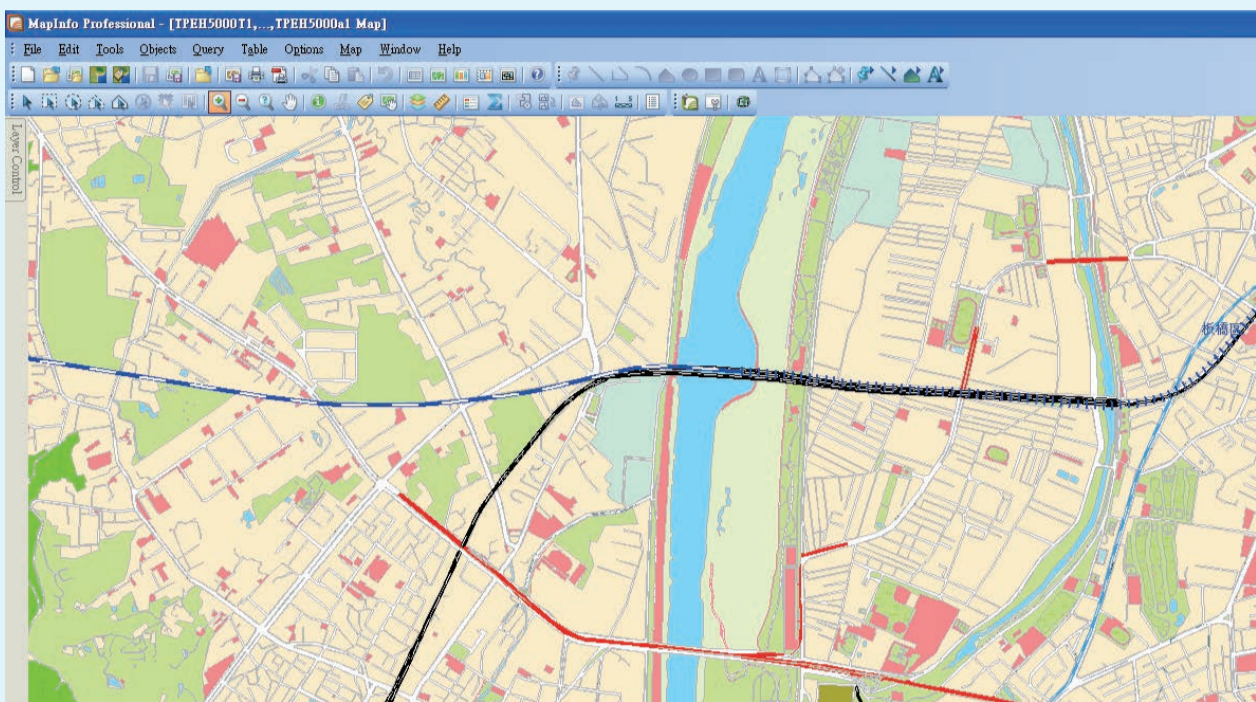 MapInfo Professional - [TPEH5000T1,...,TPEH5000a1 Map]
File Edit Tools Objects Query Table Options Map Window Help
Layer Control
板橋